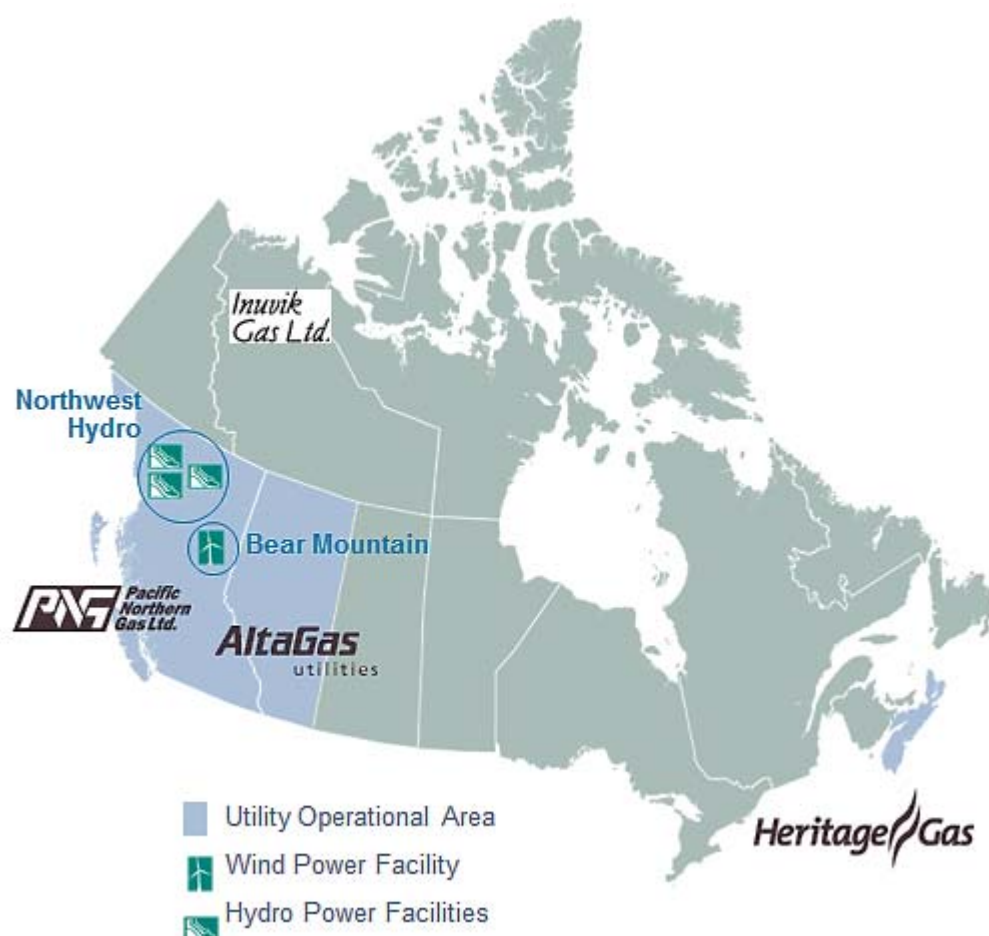 Inuvik
Gas Ltd.
Northwest
Hydro
Bear Mountain
PNG Pacific
Northern
Gas Ltd.
AltaGas
utilities
Heritage Gas
Utility Operational Area
Wind Power Facility
Hydro Power Facilities